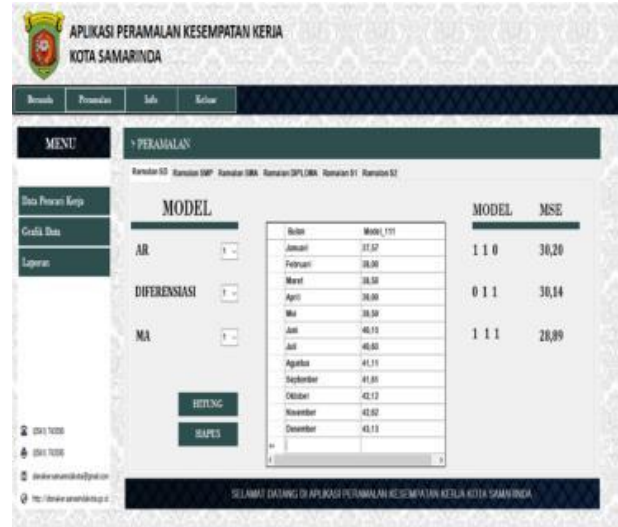 APLIKASI PERAMALAN KESEMPATAN KERJA
KOTA SAMARINDA
Beranda Peramalan Info Keluar
MENU
Data Pencari Kerja
Grafik Data
Laporan
> PERAMALAN
Ramalan SD Ramalan SMP Ramalan SMA Ramalan DIPLOMA Ramalan S1 Ramalan S2
MODEL
AR 1
DIFERENSIASI 1
MA 1
HITUNG
HAPUS
Bulan Model_111
Januari 37,57
Februari 38,00
Maret 38,50
April 39,00
Mei 39,59
Juni 40,10
Juli 40,60
Agustus 41,11
September 41,61
Oktober 42,12
November 42,62
Desember 43,13
MODEL MSE
1 1 0 30,20
0 1 1 30,14
1 1 1 28,89
SELAMAT DATANG DI APLIKASI PERAMALAN KESEMPATAN KERJA KOTA SAMARINDA